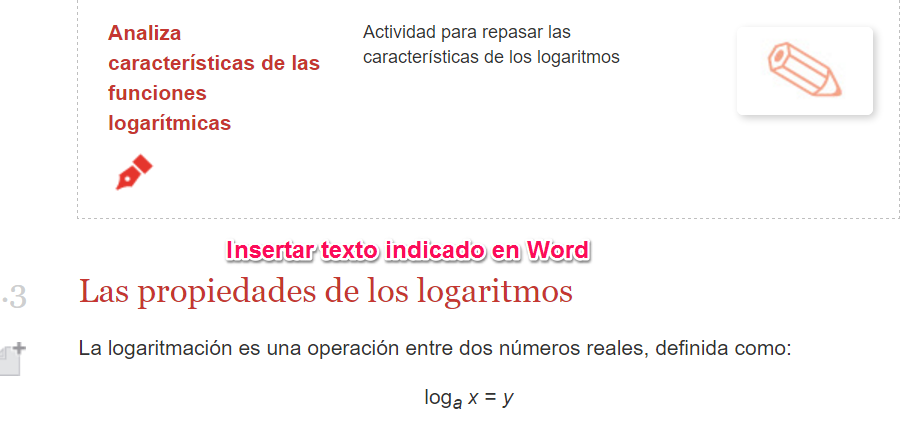 Analiza
características de las
funciones
logarítmicas
Actividad para repasar las
características de los logaritmos
Insertar texto indicado en Word
.3
Las propiedades de los logaritmos
La logaritmación es una operación entre dos números reales, definida como:
logₐ x = y